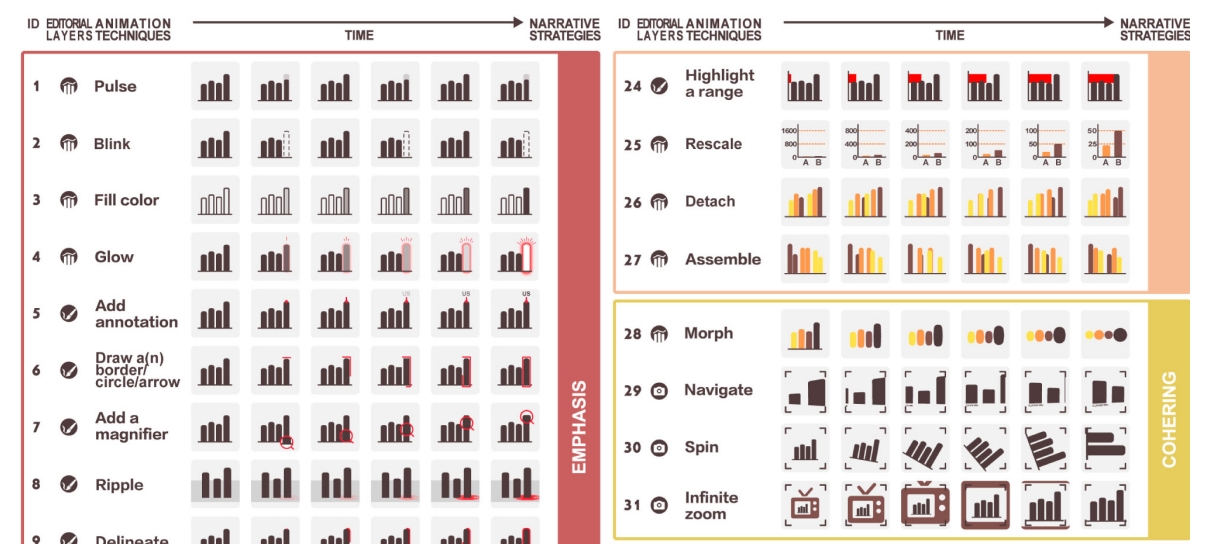 ID EDITORIAL ANIMATION NARRATIVE
LAYERS TECHNIQUES TIME STRATEGIES
1 Pulse
2 Blink
3 Fill color
4 Glow
5 Add
annotation
US US US
6 Draw a(n)
border/
circle/arrow
7 Add a
magnifier
8 Ripple
9 Delineate
EMPHASIS
ID EDITORIAL ANIMATION NARRATIVE
LAYERS TECHNIQUES TIME STRATEGIES
24 Highlight
a range
25 Rescale
1600 800 400 200 100 50
800 400 200 100 50 25
0 0 0 0 0 0
A B A B A B A B A B A B
26 Detach
27 Assemble
28 Morph
29 Navigate
30 Spin
31 Infinite
zoom
COHERING